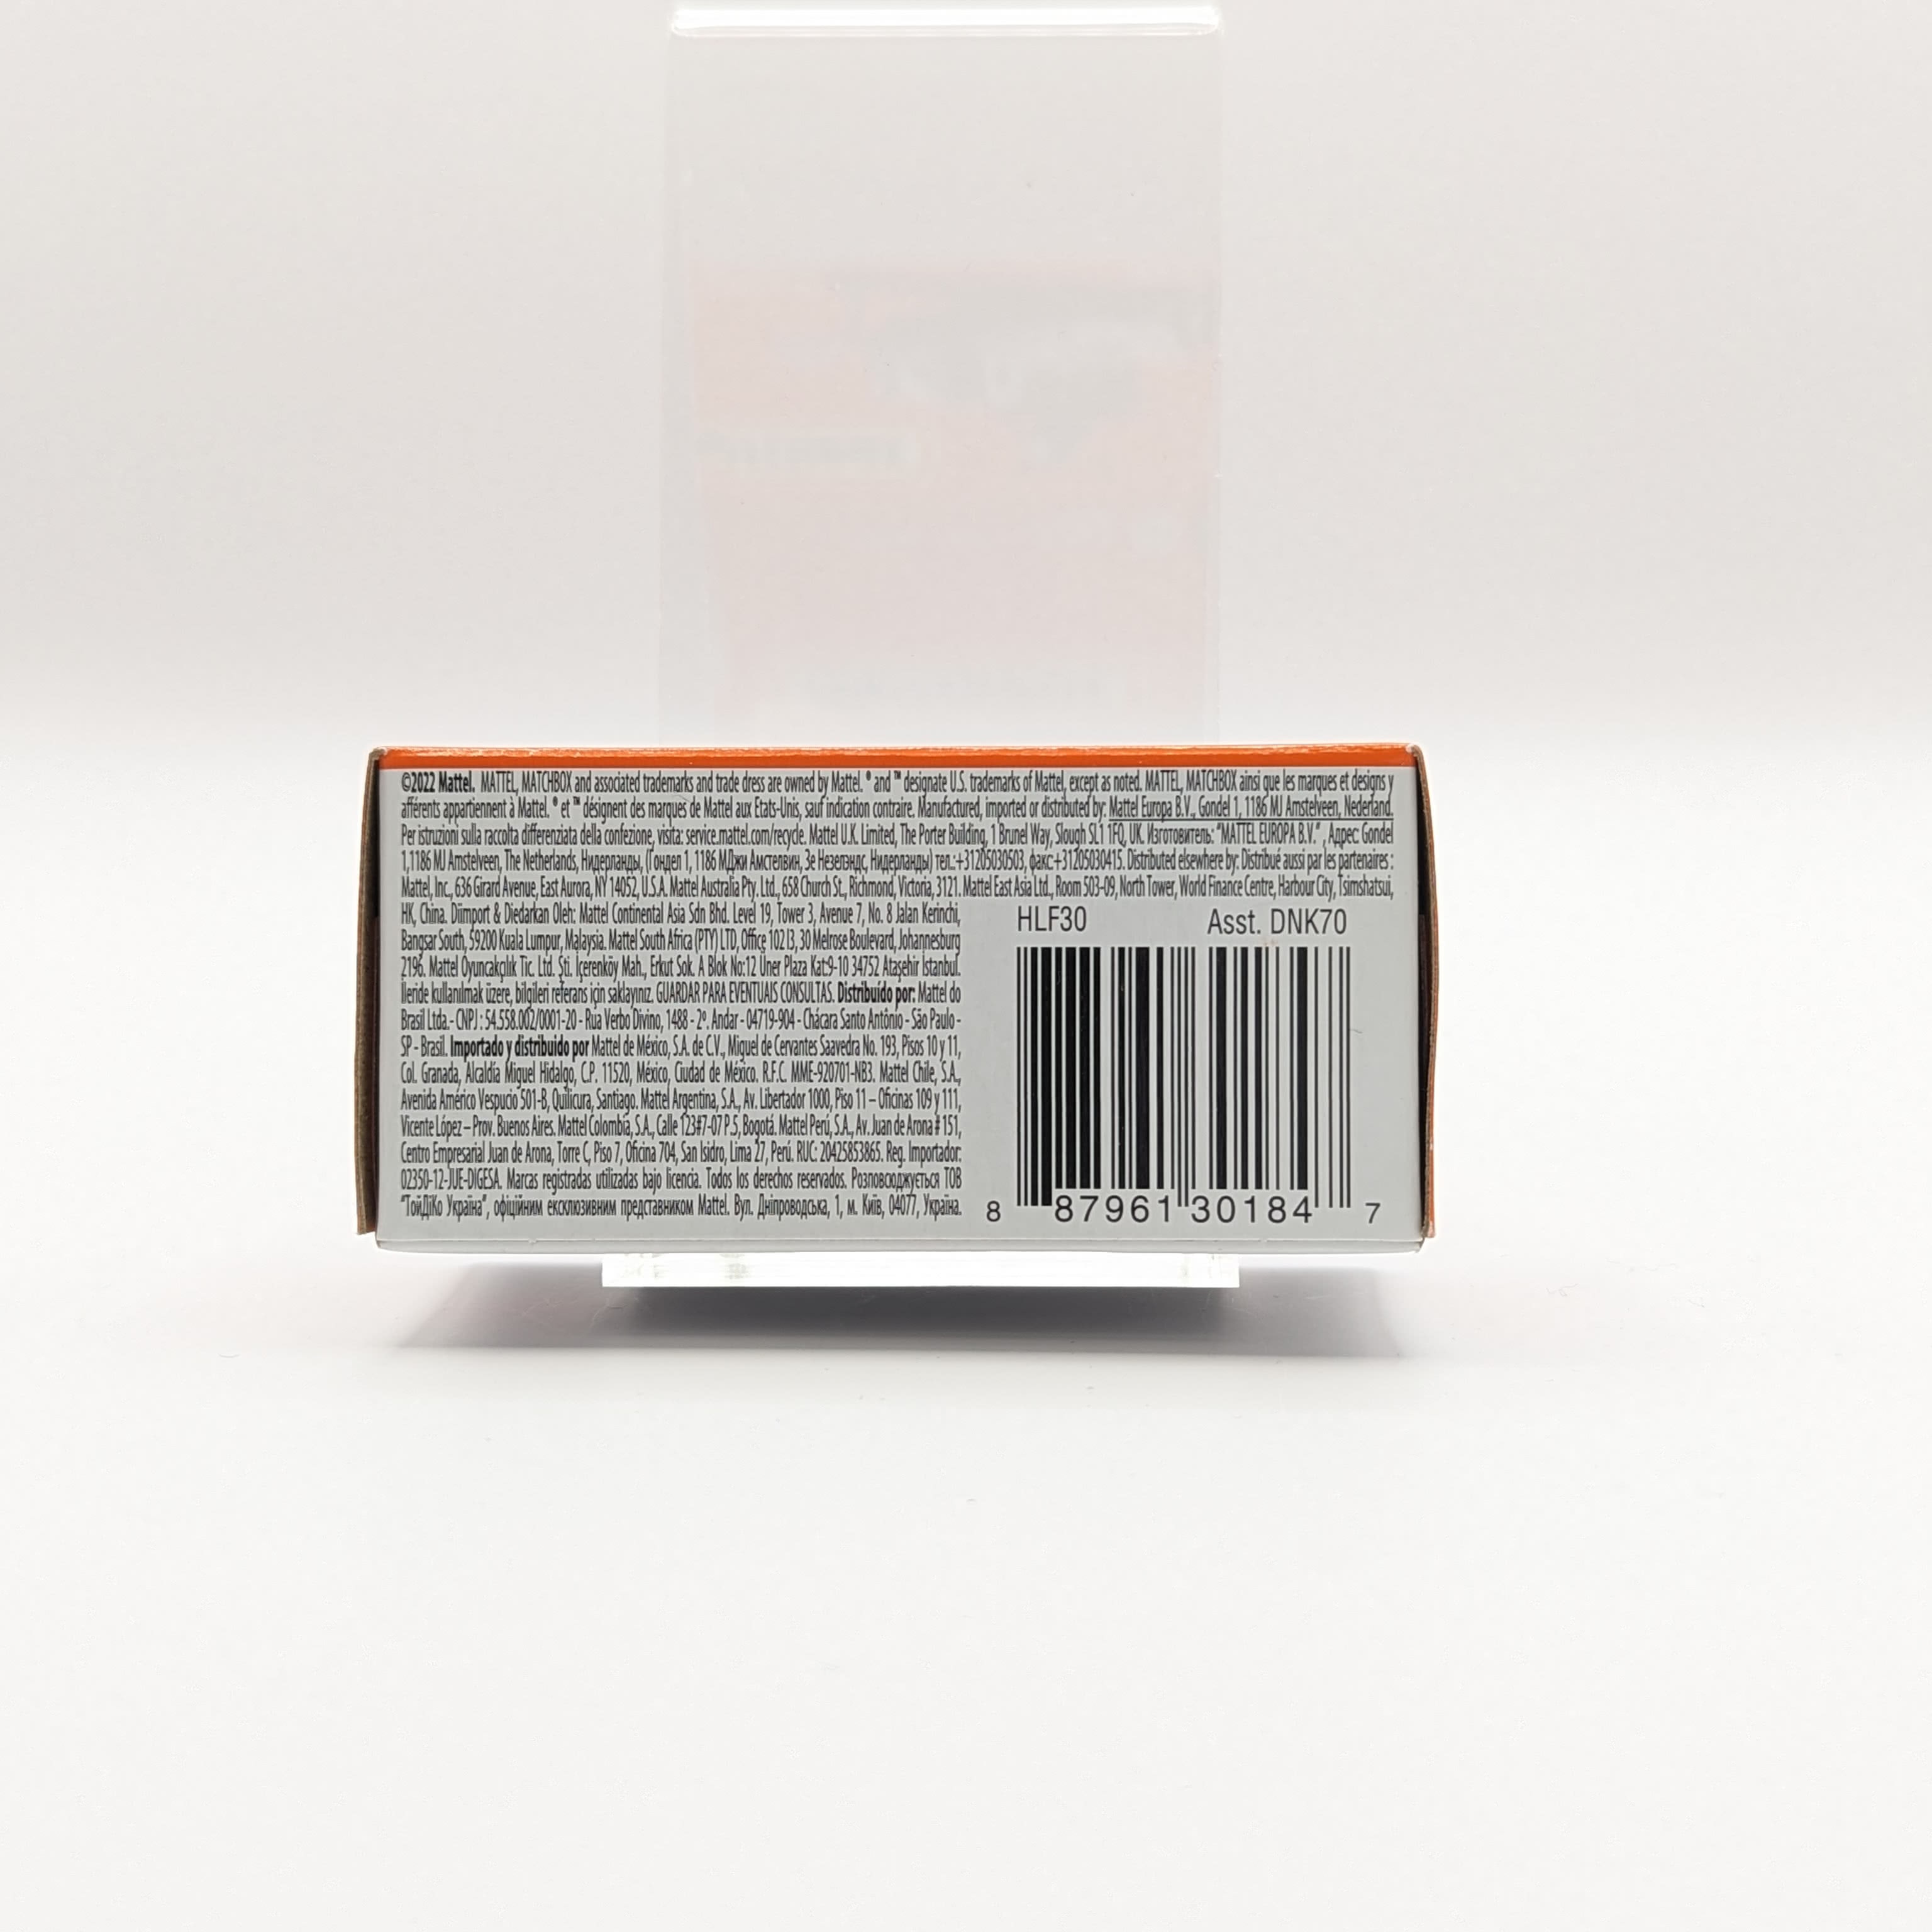 ©2022 Mattel. MATTEL, MATCHBOX and associated trademarks and trade dress are owned by Mattel. ® and ™ designate U.S. trademarks of Mattel, except as noted. MATTEL, MATCHBOX ainsi que les marques et designs y
afférents appartiennent à Mattel. ® et ™ désignent des marques de Mattel aux Etats-Unis, sauf indication contraire. Manufactured, imported or distributed by: Mattel Europa B.V., Gondel 1, 1186 MJ Amstelveen, Nederland.
Per istruzioni sulla raccolta differenziata della confezione, visita: service.mattel.com/recycle. Mattel U.K. Limited, The Porter Building, 1 Brunel Way, Slough SL1 1FQ, UK. Изготовитель: "MATTEL EUROPA B.V.", Адрес: Gondel
1,1186 MJ Amstelveen, The Netherlands, Нидерланды, (Гондел 1, 1186 МДжи Амстелвин, Зе Незелэндс, Нидерланды) тел.:+31205030503, факс:+31205030415. Distributed elsewhere by: Distribué aussi par les partenaires :
Mattel, Inc., 636 Girard Avenue, East Aurora, NY 14052, U.S.A. Mattel Australia Pty. Ltd., 658 Church St., Richmond, Victoria, 3121. Mattel East Asia Ltd., Room 503-09, North Tower, World Finance Centre, Harbour City, Tsimshatsui,
HK, China. Diimport & Diedarkan Oleh: Mattel Continental Asia Sdn Bhd. Level 19, Tower 3, Avenue 7, No. 8 Jalan Kerinchi,
Bangsar South, 59200 Kuala Lumpur, Malaysia. Mattel South Africa (PTY) LTD, Office 102I3, 30 Melrose Boulevard, Johannesburg
2196. Mattel Oyuncakçılık Tic. Ltd. Şti. İçerenköy Mah., Erkut Sok. A Blok No:12 Üner Plaza Kat:9-10 34752 Ataşehir İstanbul.
İleride kullanılmak üzere, bilgileri referans için saklayınız. GUARDAR PARA EVENTUAIS CONSULTAS. Distribuído por: Mattel do
Brasil Ltda.- CNPJ : 54.558.002/0001-20 - Rua Verbo Divino, 1488 - 2º. Andar - 04719-904 - Chácara Santo Antônio - São Paulo -
SP - Brasil. Importado y distribuido por Mattel de México, S.A. de C.V., Miguel de Cervantes Saavedra No. 193, Pisos 10 y 11,
Col. Granada, Alcaldía Miguel Hidalgo, C.P. 11520, México, Ciudad de México. R.F.C. MME-920701-NB3. Mattel Chile, S.A.,
Avenida Américo Vespucio 501-B, Quilicura, Santiago. Mattel Argentina, S.A., Av. Libertador 1000, Piso 11 – Oficinas 109 y 111,
Vicente López – Prov. Buenos Aires. Mattel Colombia, S.A., Calle 123#7-07 P.5, Bogotá. Mattel Perú, S.A., Av. Juan de Arona # 151,
Centro Empresarial Juan de Arona, Torre C, Piso 7, Oficina 704, San Isidro, Lima 27, Perú. RUC: 20425853865. Reg. Importador:
02350-12-JUE-DIGESA. Marcas registradas utilizadas bajo licencia. Todos los derechos reservados. Розповсюджується ТОВ
"ТойДіКо Україна", офіційним ексклюзивним представником Mattel. Вул. Дніпроводська, 1, м. Київ, 04077, Україна.
HLF30 Asst. DNK70
8 87961 30184 7